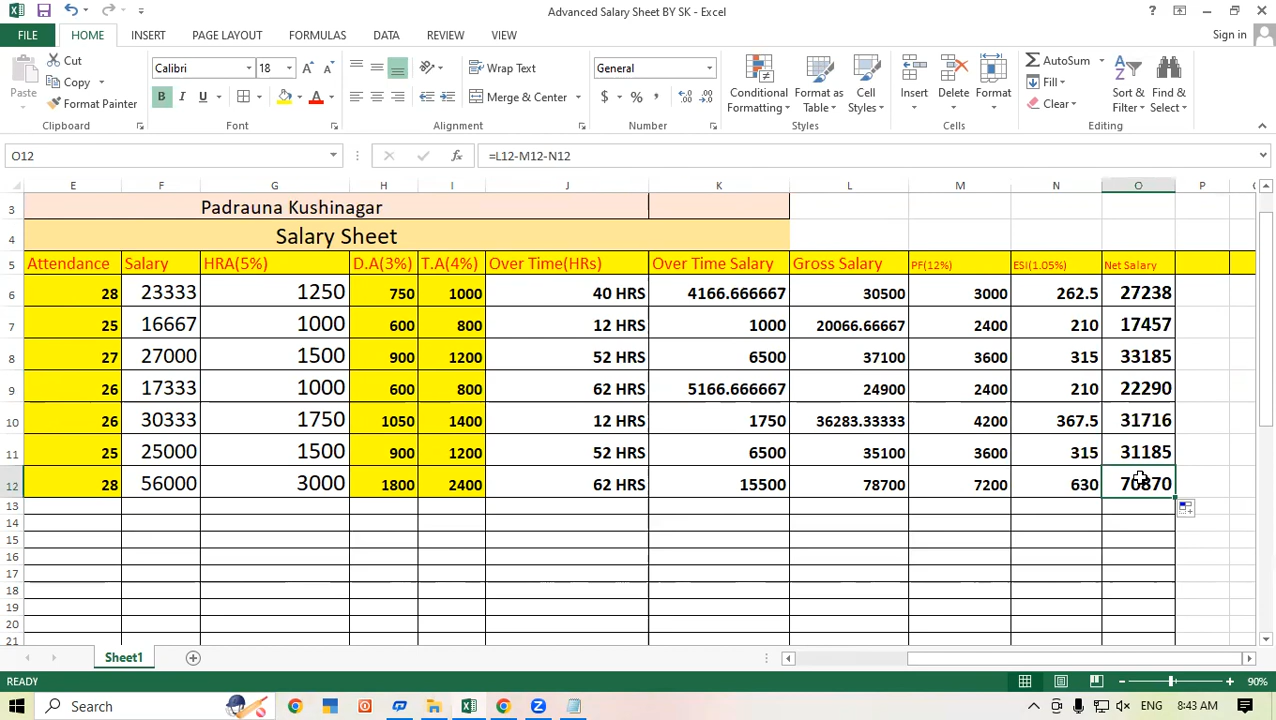 Advanced Salary Sheet BY SK - Excel
FILE HOME INSERT PAGE LAYOUT FORMULAS DATA REVIEW VIEW Sign in
Paste Cut Copy Format Painter Clipboard
Calibri 18 B I U Font
Wrap Text Merge & Center Alignment
General $ % Number
Conditional Formatting Format as Table Cell Styles Styles
Insert Delete Format Cells
AutoSum Fill Clear Sort & Filter Find & Select Editing
O12 fx =L12-M12-N12
E F G H I J K L M N O P
3 Padrauna Kushinagar
4 Salary Sheet
5 Attendance Salary HRA(5%) D.A(3%) T.A(4%) Over Time(HRs) Over Time Salary Gross Salary PF(12%) ESI(1.05%) Net Salary
6 28 23333 1250 750 1000 40 HRS 4166.666667 30500 3000 262.5 27238
7 25 16667 1000 600 800 12 HRS 1000 20066.66667 2400 210 17457
8 27 27000 1500 900 1200 52 HRS 6500 37100 3600 315 33185
9 26 17333 1000 600 800 62 HRS 5166.666667 24900 2400 210 22290
10 26 30333 1750 1050 1400 12 HRS 1750 36283.33333 4200 367.5 31716
11 25 25000 1500 900 1200 52 HRS 6500 35100 3600 315 31185
12 28 56000 3000 1800 2400 62 HRS 15500 78700 7200 630 70870
13
14
15
16
17
18
19
20
21
Sheet1
READY 90%
Search ENG 8:43 AM